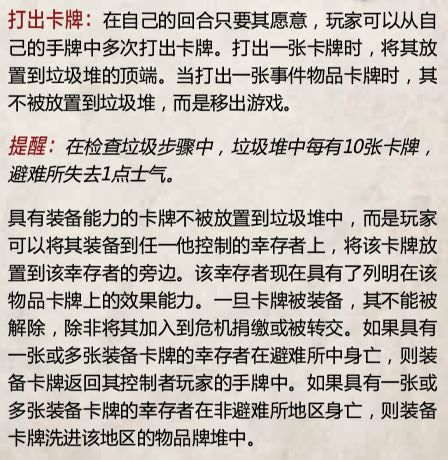 打出卡牌：在自己的回合只要其愿意，玩家可以从自
己的手牌中多次打出卡牌。打出一张卡牌时，将其放
置到垃圾堆的顶端。当打出一张事件物品卡牌时，其
不被放置到垃圾堆，而是移出游戏。
提醒：在检查垃圾步骤中，垃圾堆中每有10张卡牌，
避难所失去1点士气。
具有装备能力的卡牌不被放置到垃圾堆中，而是玩家
可以将其装备到任一他控制的幸存者上，将该卡牌放
置到该幸存者的旁边。该幸存者现在具有了列明在该
物品卡牌上的效果能力。一旦卡牌被装备，其不能被
解除，除非将其加入到危机捐缴或被转交。如果具有
一张或多张装备卡牌的幸存者在避难所中身亡，则装
备卡牌返回其控制者玩家的手牌中。如果具有一张或
多张装备卡牌的幸存者在非避难所地区身亡，则装备
卡牌洗进该地区的物品牌堆中。